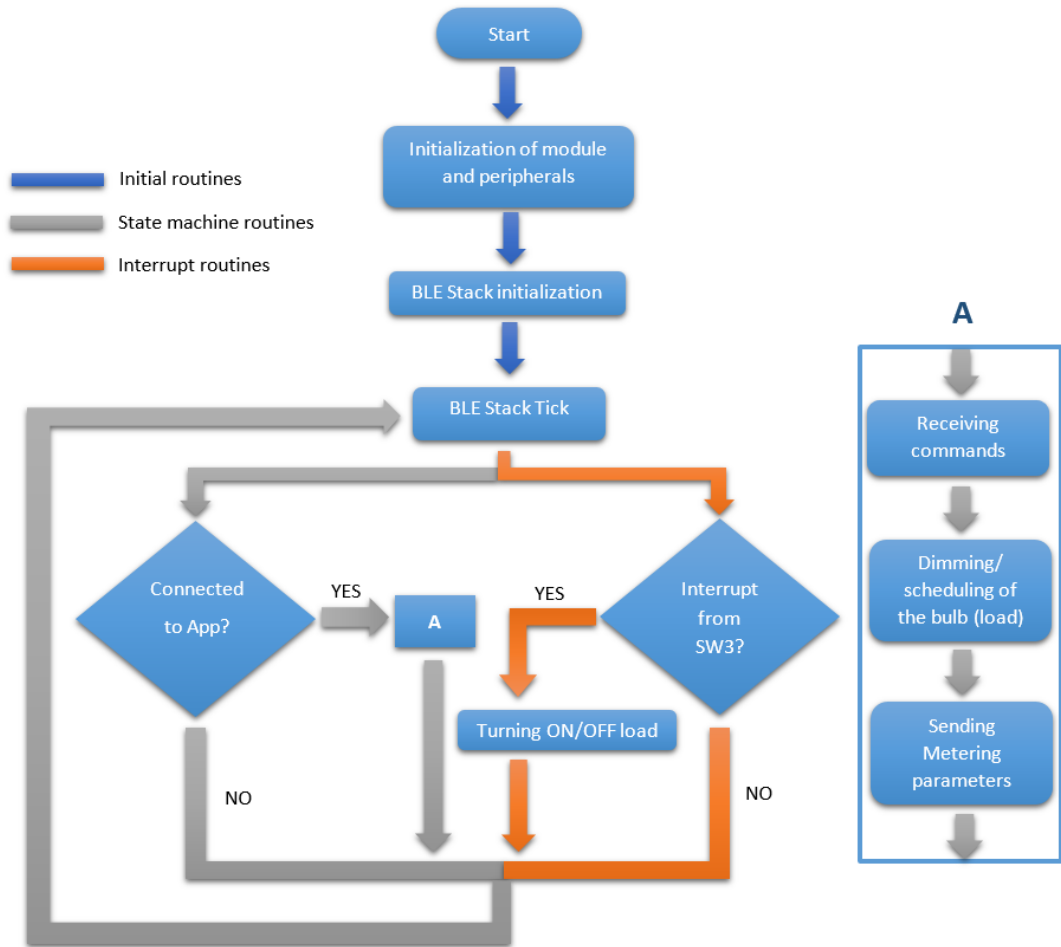 Start
Initialization of module
and peripherals
Initial routines
State machine routines
Interrupt routines
BLE Stack initialization
BLE Stack Tick
Connected
to App?
YES
A
YES
Interrupt
from
SW3?
Turning ON/OFF load
NO
NO
A
Receiving
commands
Dimming/
scheduling of
the bulb (load)
Sending
Metering
parameters